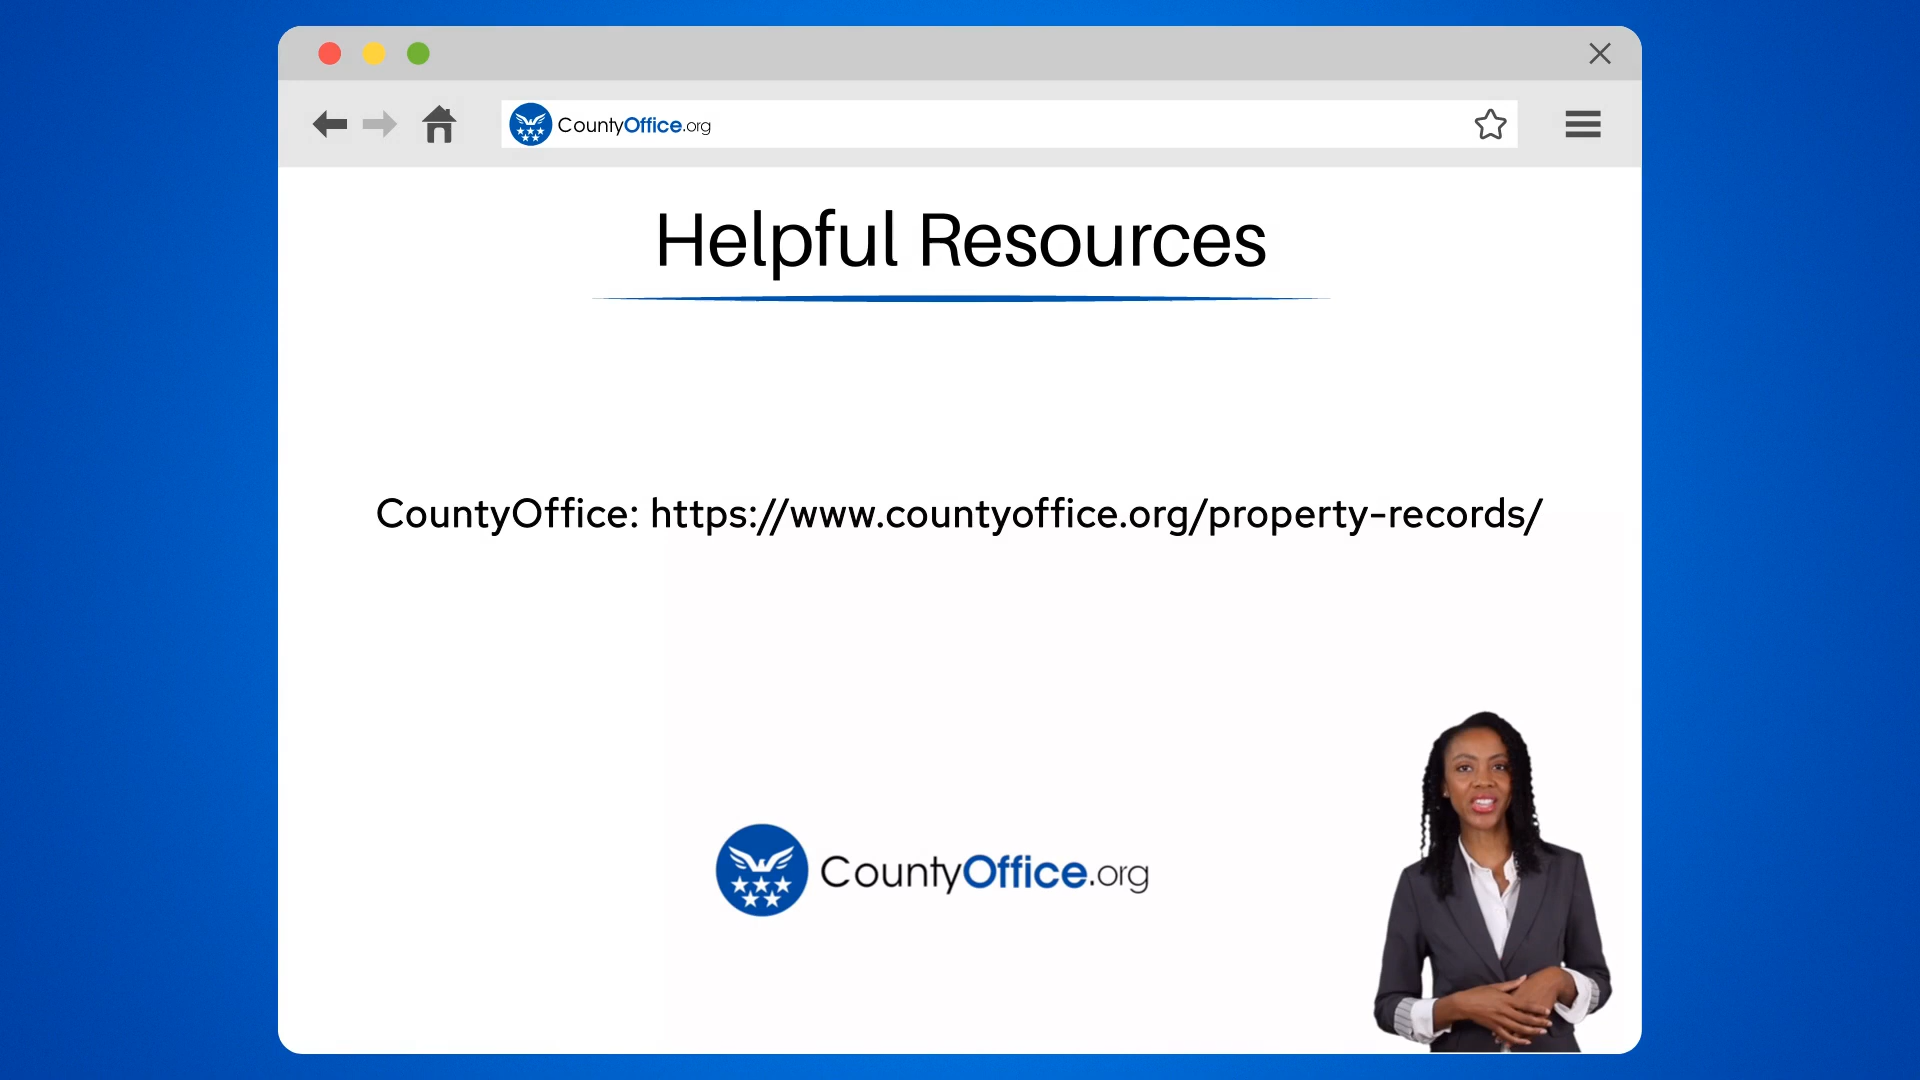 CountyOffice.org
Helpful Resources
CountyOffice: https://www.countyoffice.org/property-records/
CountyOffice.org